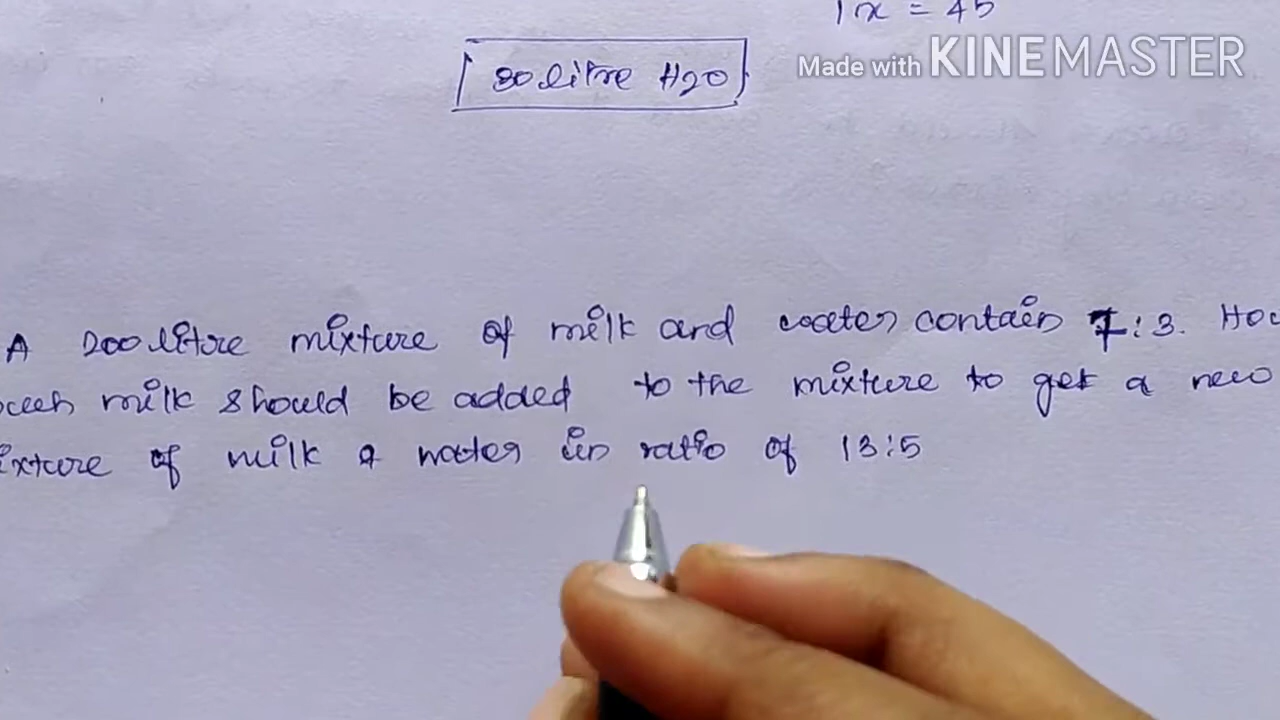 1x = 45
Made with KINEMASTER
80 litre H2O
A 200 litre mixture of milk and water contain 7:3. How
milk should be added to the mixture to get a new
mixture of milk & water in ratio of 13:5